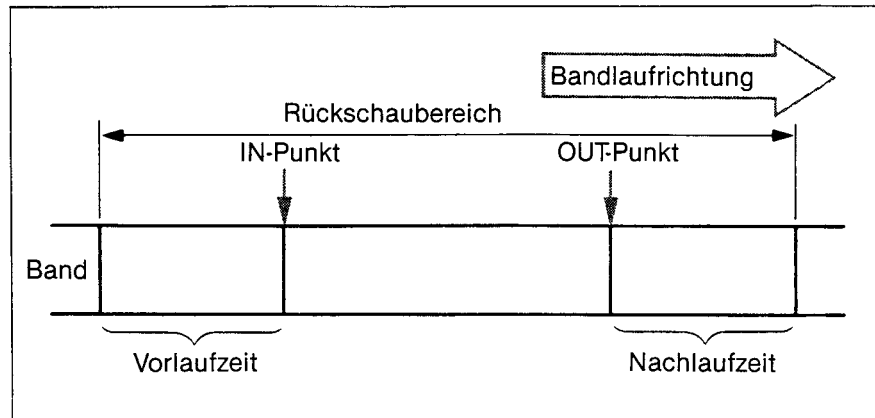 Bandlaufrichtung
Rückschaubereich
IN-Punkt
OUT-Punkt
Band
Vorlaufzeit
Nachlaufzeit